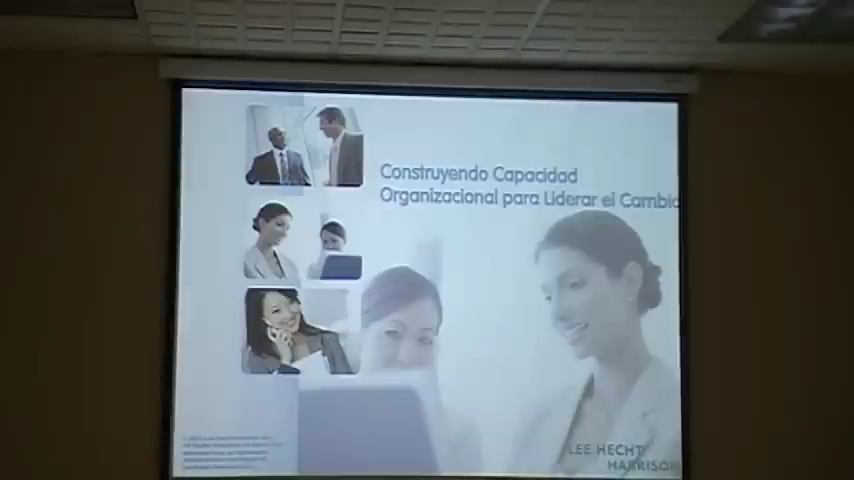 Construyendo Capacidad
Organizacional para Liderar el Cambio
LEE HECHT
HARRISON